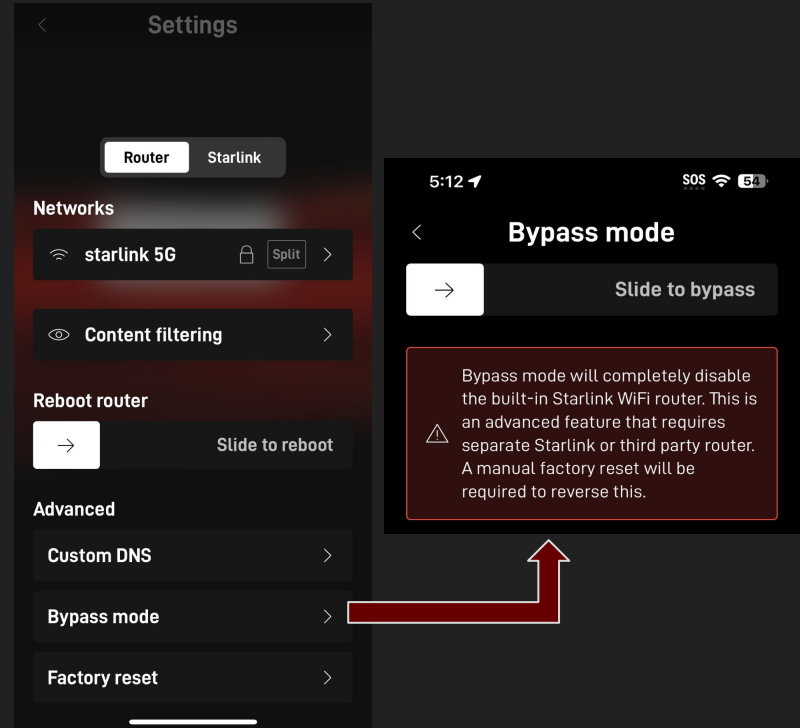 Settings
Router
Starlink
Networks
starlink 5G
Split
Content filtering
Reboot router
Slide to reboot
Advanced
Custom DNS
Bypass mode
Factory reset
5:12
SOS
54
Bypass mode
Slide to bypass
Bypass mode will completely disable
the built-in Starlink WiFi router. This is
an advanced feature that requires
separate Starlink or third party router.
A manual factory reset will be
required to reverse this.